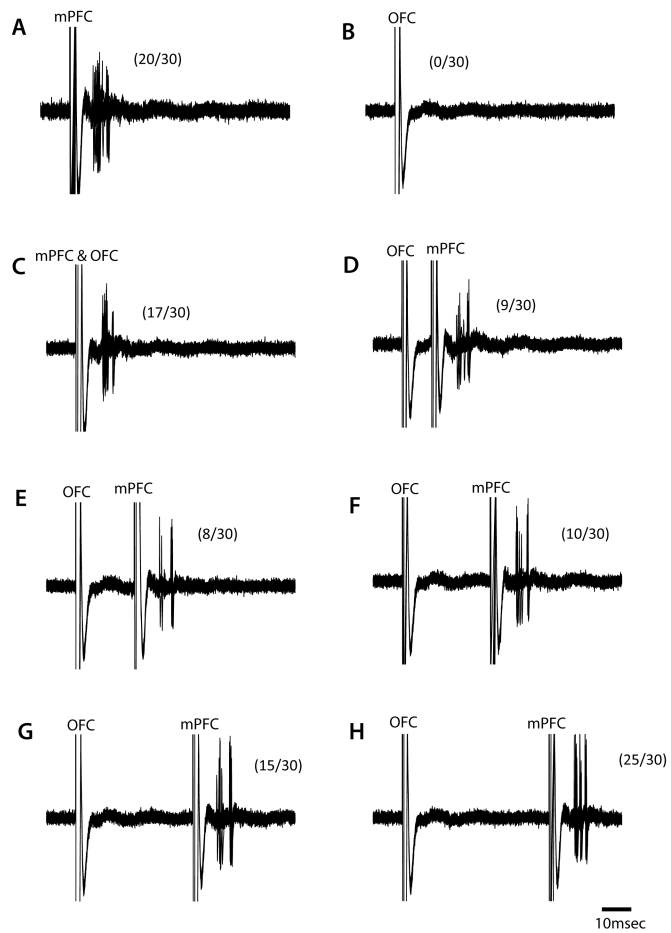 A
mPFC
(20/30)
B
OFC
(0/30)
C
mPFC & OFC
(17/30)
D
OFC mPFC
(9/30)
E
OFC mPFC
(8/30)
F
OFC mPFC
(10/30)
G
OFC mPFC
(15/30)
H
OFC mPFC
(25/30)
10msec